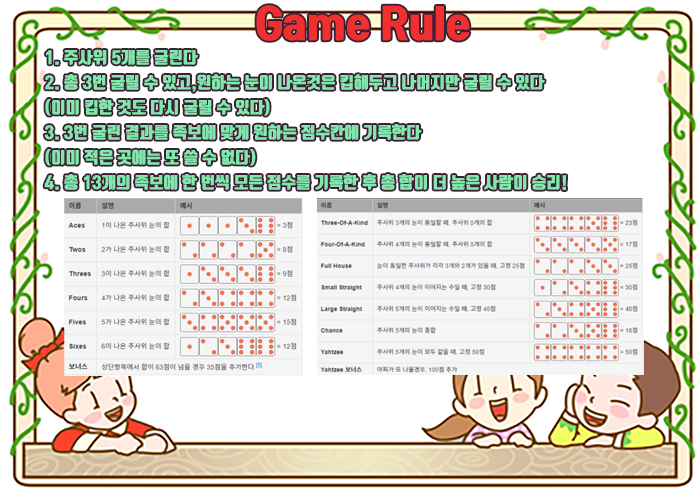 Game Rule
1. 주사위 5개를 굴린다
2. 총 3번 굴릴 수 있고,원하는 눈이 나온것은 킵해두고 나머지만 굴릴 수 있다
(이미 킵한 것도 다시 굴릴 수 있다)
3. 3번 굴린 결과를 족보에 맞게 원하는 점수칸에 기록한다
(이미 적은 곳에는 또 쓸 수 없다)
4. 총 13개의 족보에 한 번씩 모든 점수를 기록한 후 총 합이 더 높은 사람이 승리!
이름 설명 예시
Aces 1이 나온 주사위 눈의 합 = 3점
Twos 2가 나온 주사위 눈의 합 = 6점
Threes 3이 나온 주사위 눈의 합 = 9점
Fours 4가 나온 주사위 눈의 합 = 12점
Fives 5가 나온 주사위 눈의 합 = 15점
Sixes 6이 나온 주사위 눈의 합 = 12점
보너스 상단항목에서 합이 63점이 넘을 경우 35점을 추가한다.[5]
이름 설명 예시
Three-Of-A-Kind 주사위 3개의 눈이 동일할 때, 주사위 5개의 합 = 23점
Four-Of-A-Kind 주사위 4개의 눈이 동일할 때, 주사위 5개의 합 = 17점
Full House 눈이 동일한 주사위가 각각 3개와 2개가 있을 때, 고정 25점 = 25점
Small Straight 주사위 4개의 눈이 이어지는 수일 때, 고정 30점 = 30점
Large Straight 주사위 5개의 눈이 이어지는 수일 때, 고정 40점 = 40점
Chance 주사위 5개의 눈의 총합 = 18점
Yahtzee 주사위 5개의 눈이 모두 같을 때, 고정 50점 = 50점
Yahtzee 보너스 야찌가 또 나올경우, 100점 추가